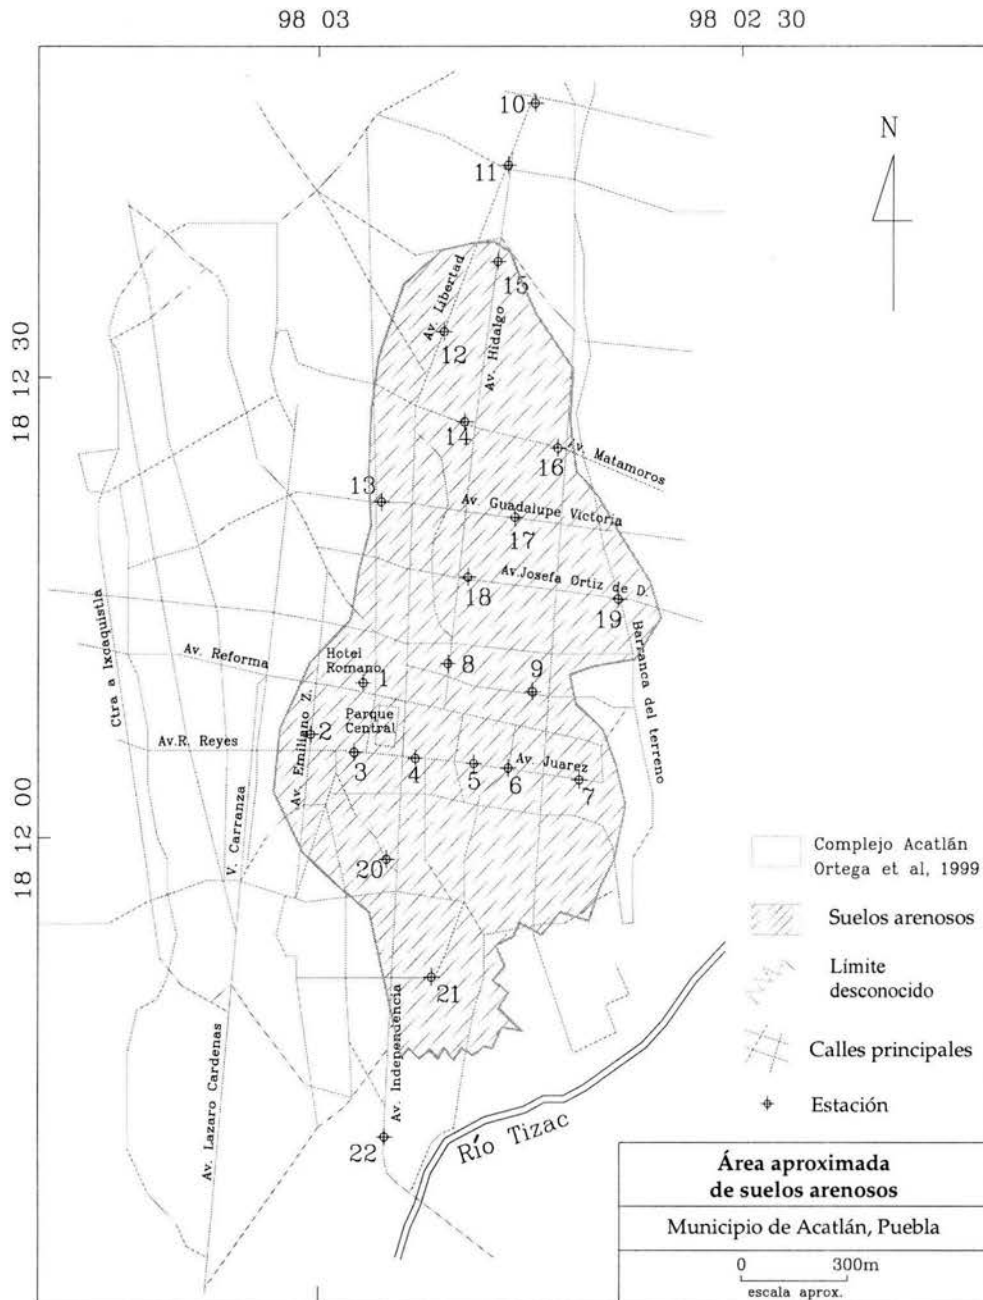 98 03
98 02 30
10
N
11
15
Av. Libertad
12
Av. Hidalgo
18 12 30
14
16
Av. Matamoros
13
Av. Guadalupe Victoria
17
Av.Josefa Ortiz de D.
18
19
Ctra a Ixcaquistla
Barranca del terreno
Av. Reforma
Hotel
Romano
1
8
9
Av. Emiliano Z.
2
Parque
Central
Av.R. Reyes
3
4
5
6
Av. Juarez
7
18 12 00
V. Carranza
20
Complejo Acatlán
Ortega et al, 1999
Suelos arenosos
21
Límite
desconocido
Av. Independencia
Calles principales
Av. Lazaro Cardenas
Estación
22
Río Tizac
Área aproximada
de suelos arenosos
Municipio de Acatlán, Puebla
0 300m
escala aprox.